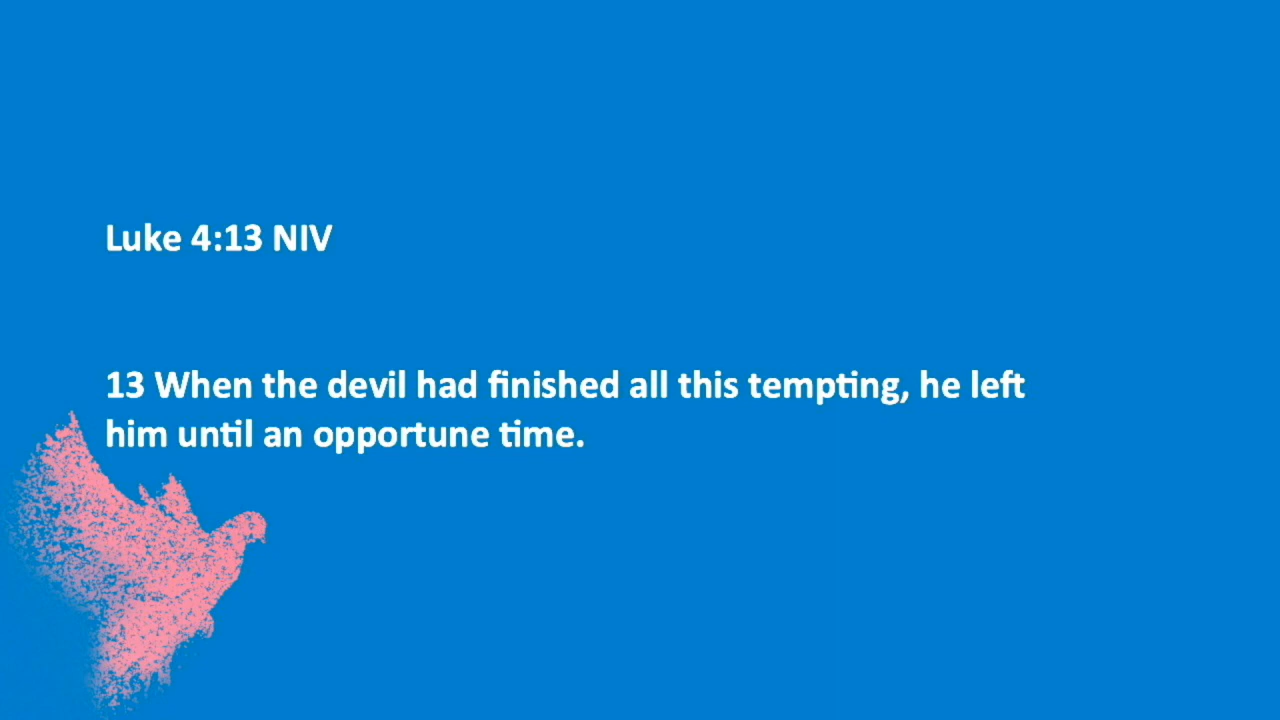 Luke 4:13 NIV
13 When the devil had finished all this tempting, he left
him until an opportune time.